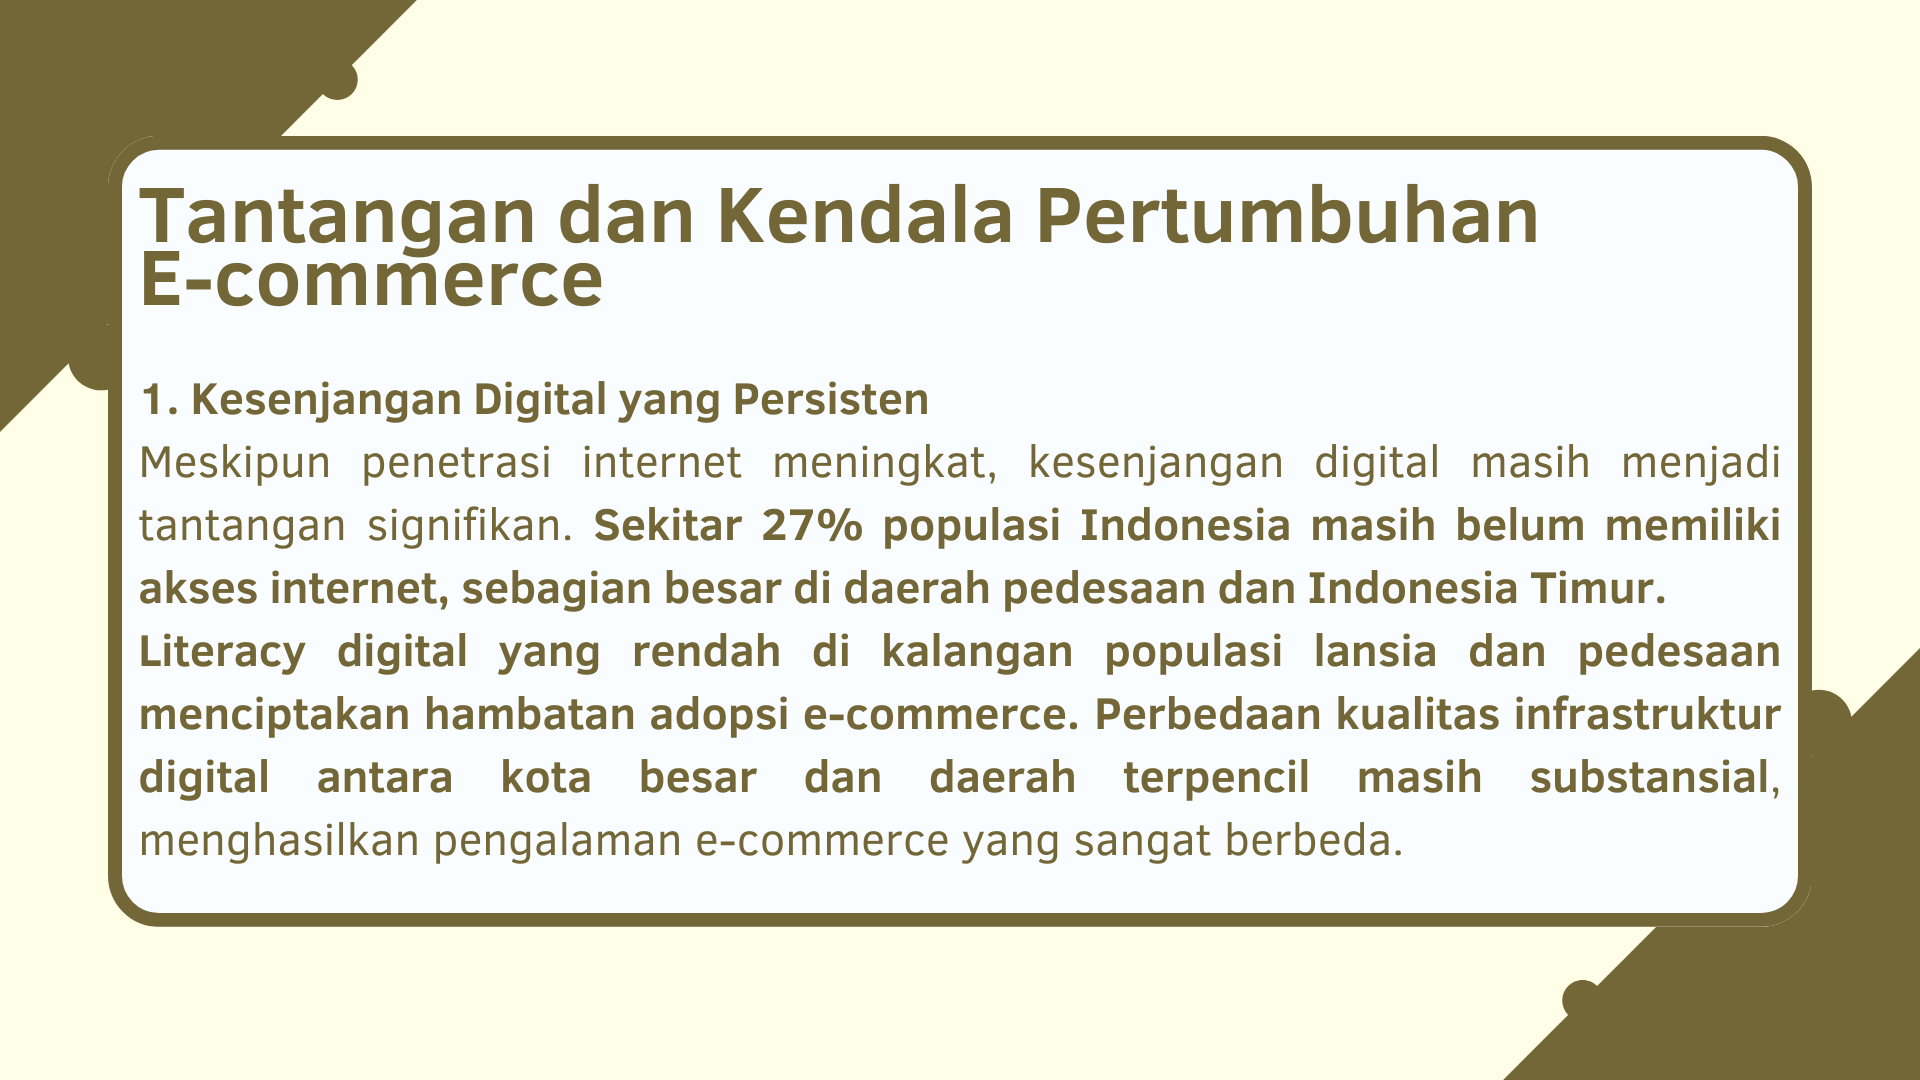 Tantangan dan Kendala Pertumbuhan
E-commerce
1. Kesenjangan Digital yang Persisten
Meskipun penetrasi internet meningkat, kesenjangan digital masih menjadi
tantangan signifikan. Sekitar 27% populasi Indonesia masih belum memiliki
akses internet, sebagian besar di daerah pedesaan dan Indonesia Timur.
Literacy digital yang rendah di kalangan populasi lansia dan pedesaan
menciptakan hambatan adopsi e-commerce. Perbedaan kualitas infrastruktur
digital antara kota besar dan daerah terpencil masih substansial,
menghasilkan pengalaman e-commerce yang sangat berbeda.